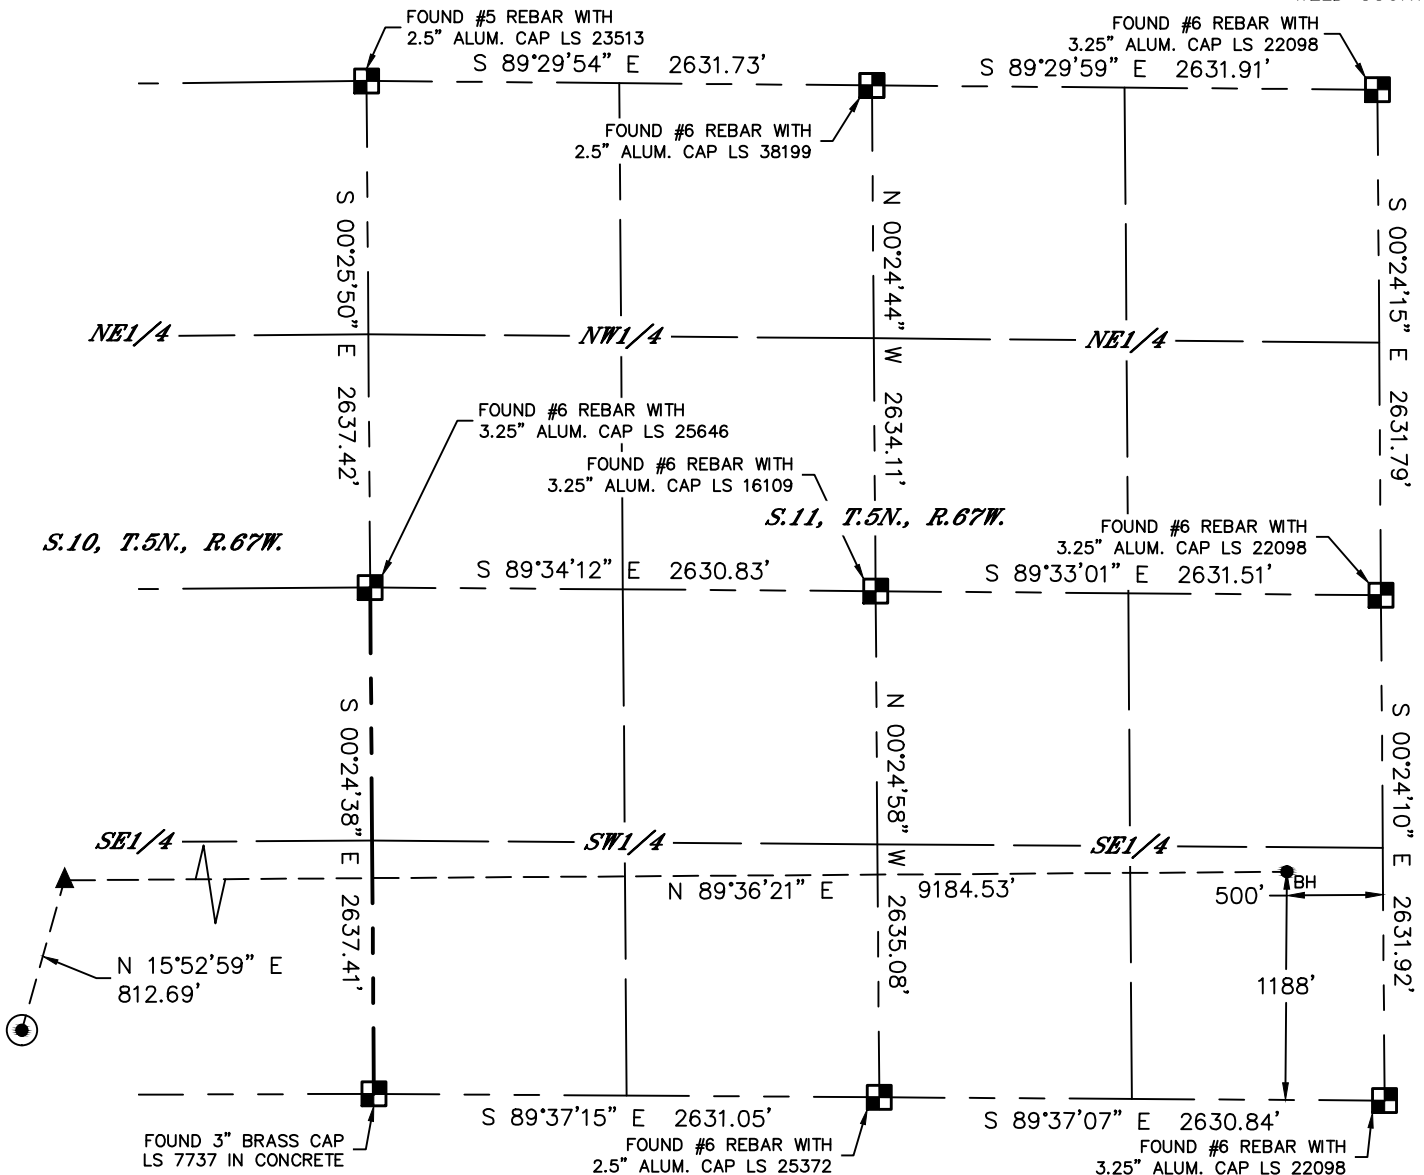 FOUND #5 REBAR WITH
2.5" ALUM. CAP LS 23513
S 89°29'54" E 2631.73'
FOUND #6 REBAR WITH
3.25" ALUM. CAP LS 22098
S 89°29'59" E 2631.91'
FOUND #6 REBAR WITH
2.5" ALUM. CAP LS 38199
S 00°25'50" E 2637.42'
N 00°24'44" W 2634.11'
S 00°24'15" E 2631.79'
NE1/4
NW1/4
NE1/4
FOUND #6 REBAR WITH
3.25" ALUM. CAP LS 25646
FOUND #6 REBAR WITH
3.25" ALUM. CAP LS 16109
S.10, T.5N., R.67W.
S.11, T.5N., R.67W.
FOUND #6 REBAR WITH
3.25" ALUM. CAP LS 22098
S 89°34'12" E 2630.83'
S 89°33'01" E 2631.51'
S 00°24'38" E 2637.41'
N 00°24'58" W 2635.08'
S 00°24'10" E 2631.92'
SE1/4
SW1/4
SE1/4
N 89°36'21" E 9184.53'
BH
500'
N 15°52'59" E
812.69'
1188'
S 89°37'15" E 2631.05'
S 89°37'07" E 2630.84'
FOUND 3" BRASS CAP
LS 7737 IN CONCRETE
FOUND #6 REBAR WITH
2.5" ALUM. CAP LS 25372
FOUND #6 REBAR WITH
3.25" ALUM. CAP LS 22098